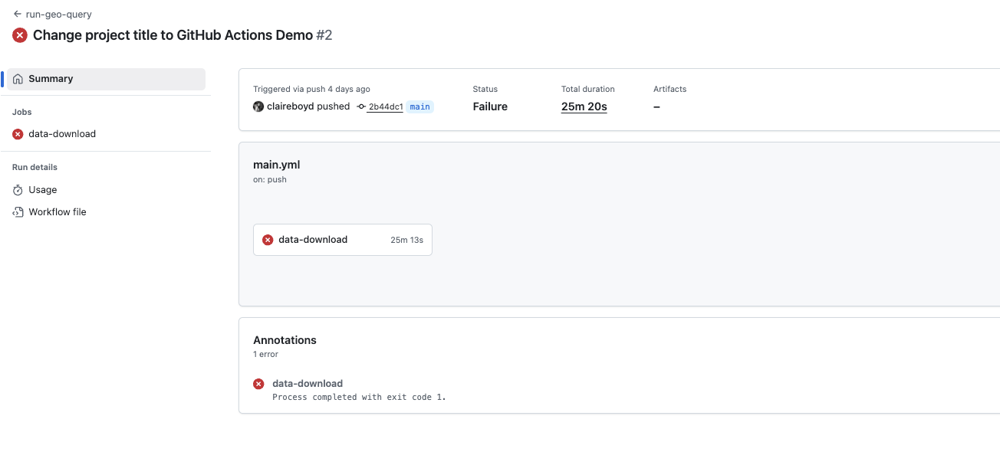 run-geo-query
Change project title to GitHub Actions Demo #2
Summary
Jobs
data-download
Run details
Usage
Workflow file
Triggered via push 4 days ago
claireboyd pushed 2b44dc1 main
Status
Failure
Total duration
25m 20s
Artifacts
–
main.yml
on: push
data-download 25m 13s
Annotations
1 error
data-download
Process completed with exit code 1.